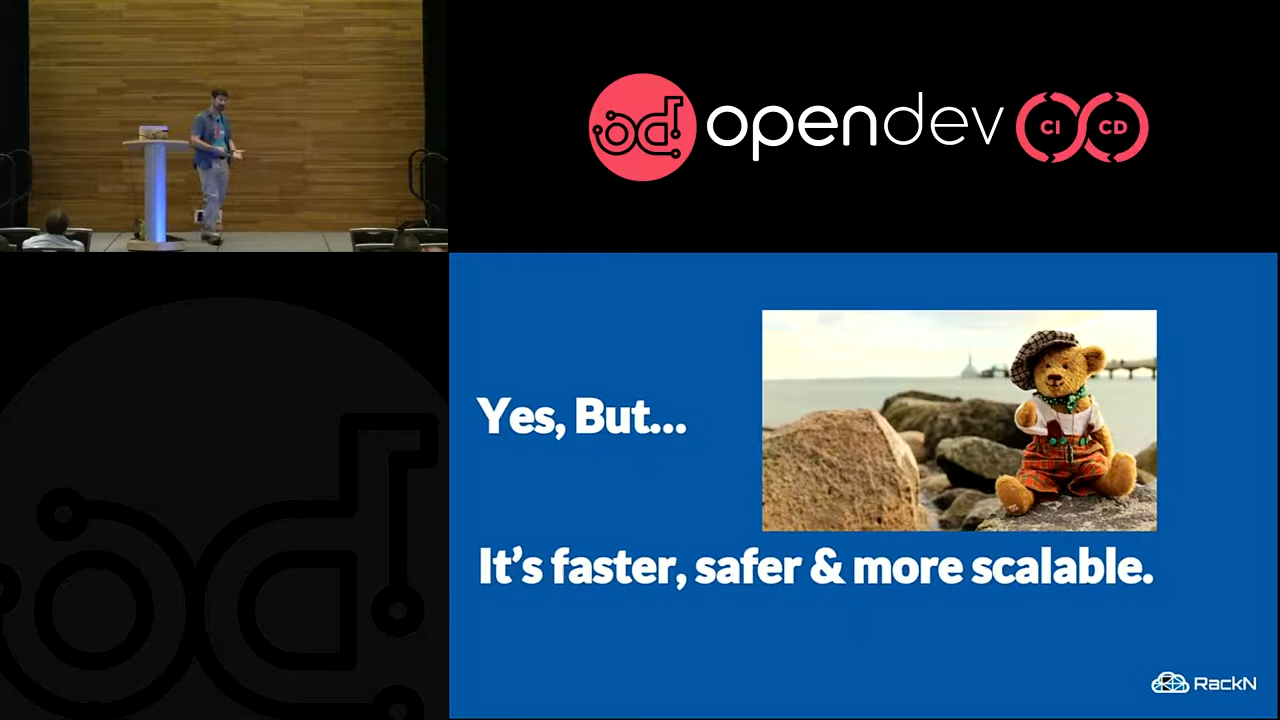 opendev
CI CD
Yes, But...
It's faster, safer & more scalable.
RackN